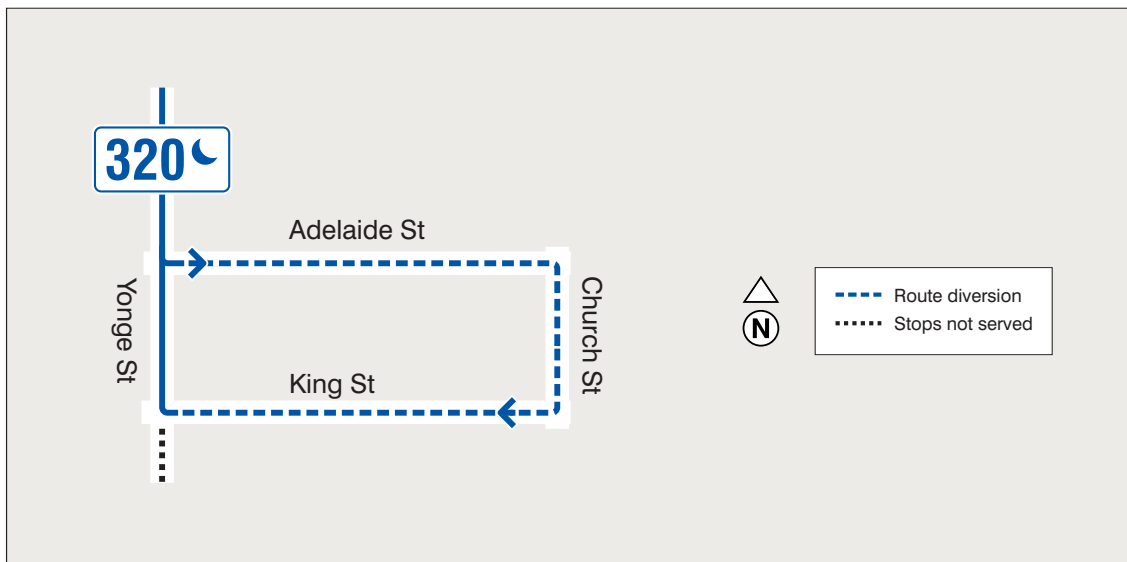 320
Adelaide St
Yonge St
Church St
King St
N
Route diversion
Stops not served